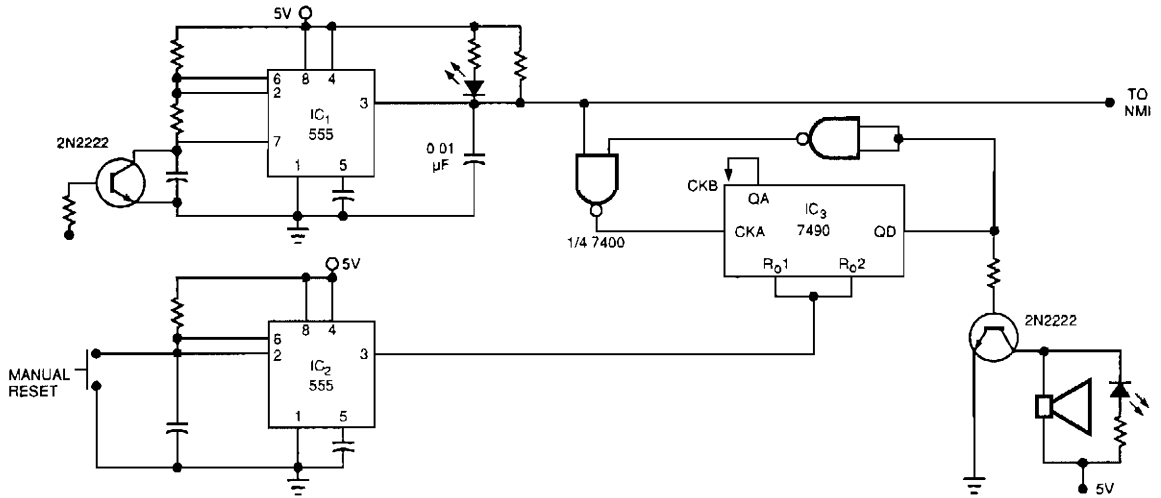 5V
8 4
6
2
3
IC1
555
7
1 5
2N2222
0 01
µF
TO
NMI
CKB
QA
IC3
7490
CKA
QD
1/4 7400
R01 R02
5V
8 4
6
2
3
IC2
555
1 5
MANUAL
RESET
2N2222
5V